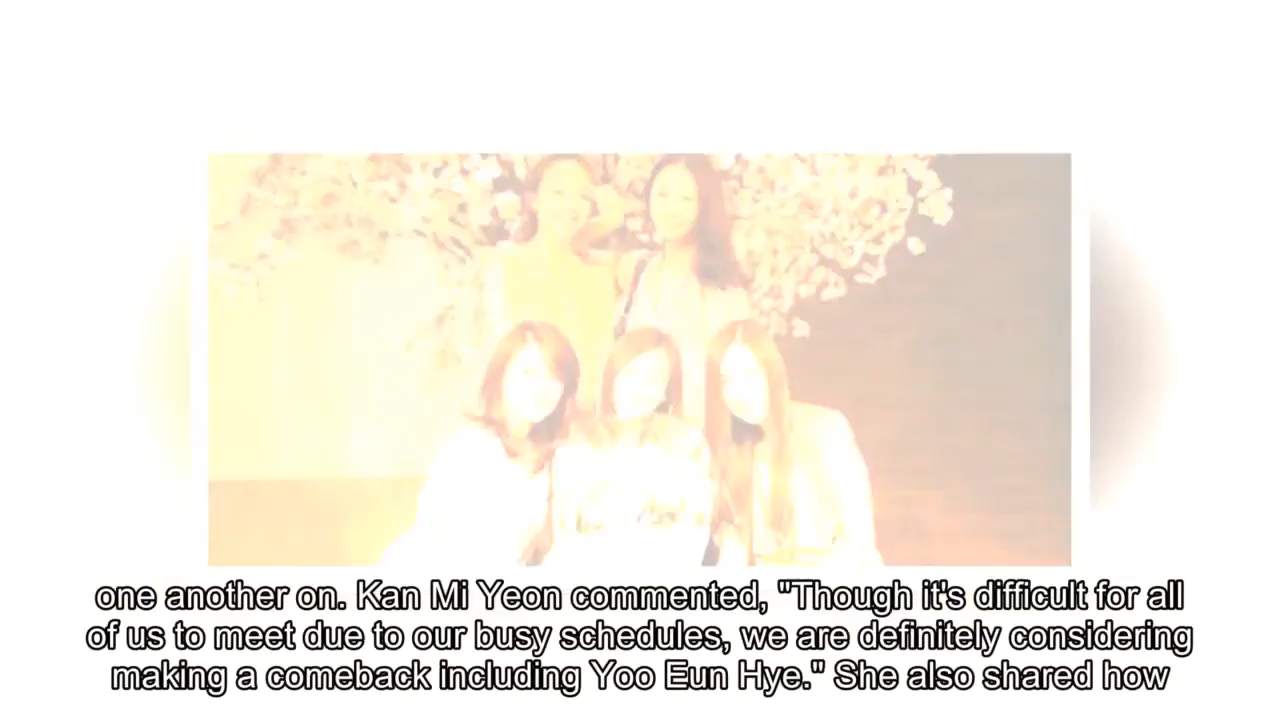 one another on. Kan Mi Yeon commented, "Though it's difficult for all
of us to meet due to our busy schedules, we are definitely considering
making a comeback including Yoo Eun Hye." She also shared how